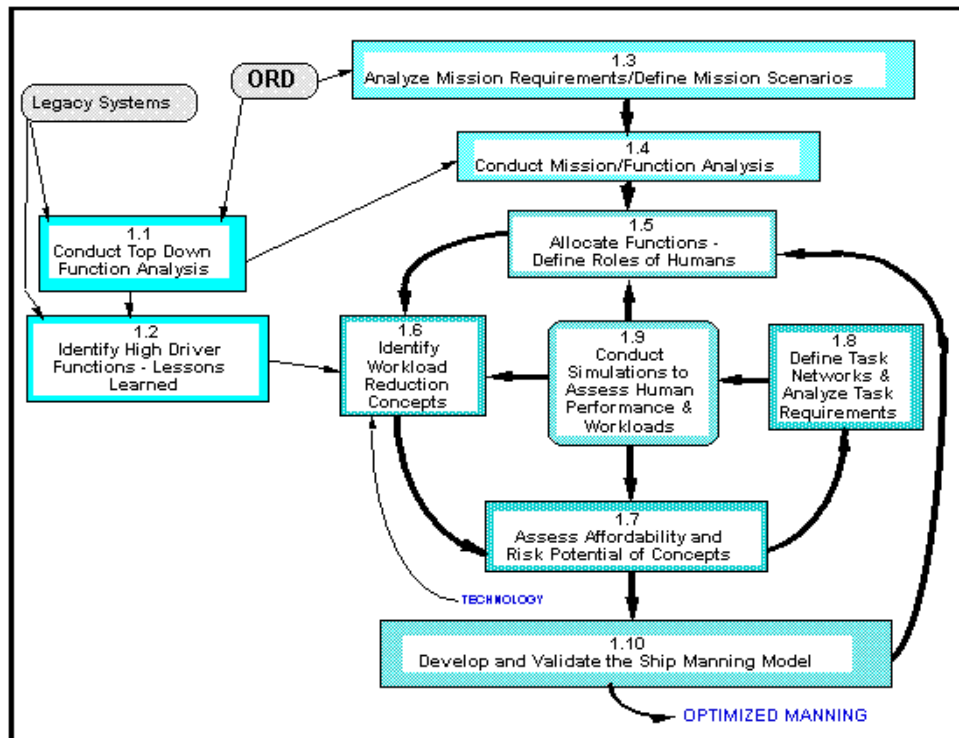 1.3
Analyze Mission Requirements/Define Mission Scenarios
ORD
Legacy Systems
1.4
Conduct Mission/Function Analysis
1.1
Conduct Top Down
Function Analysis
1.5
Allocate Functions -
Define Roles of Humans
1.2
Identify High Driver
Functions - Lessons
Learned
1.6
Identify
Workload
Reduction
Concepts
1.9
Conduct
Simulations to
Assess Human
Performance &
Workloads
1.8
Define Task
Networks &
Analyze Task
Requirements
1.7
Assess Affordability and
Risk Potential of Concepts
TECHNOLOGY
1.10
Develop and Validate the Ship Manning Model
OPTIMIZED MANNING